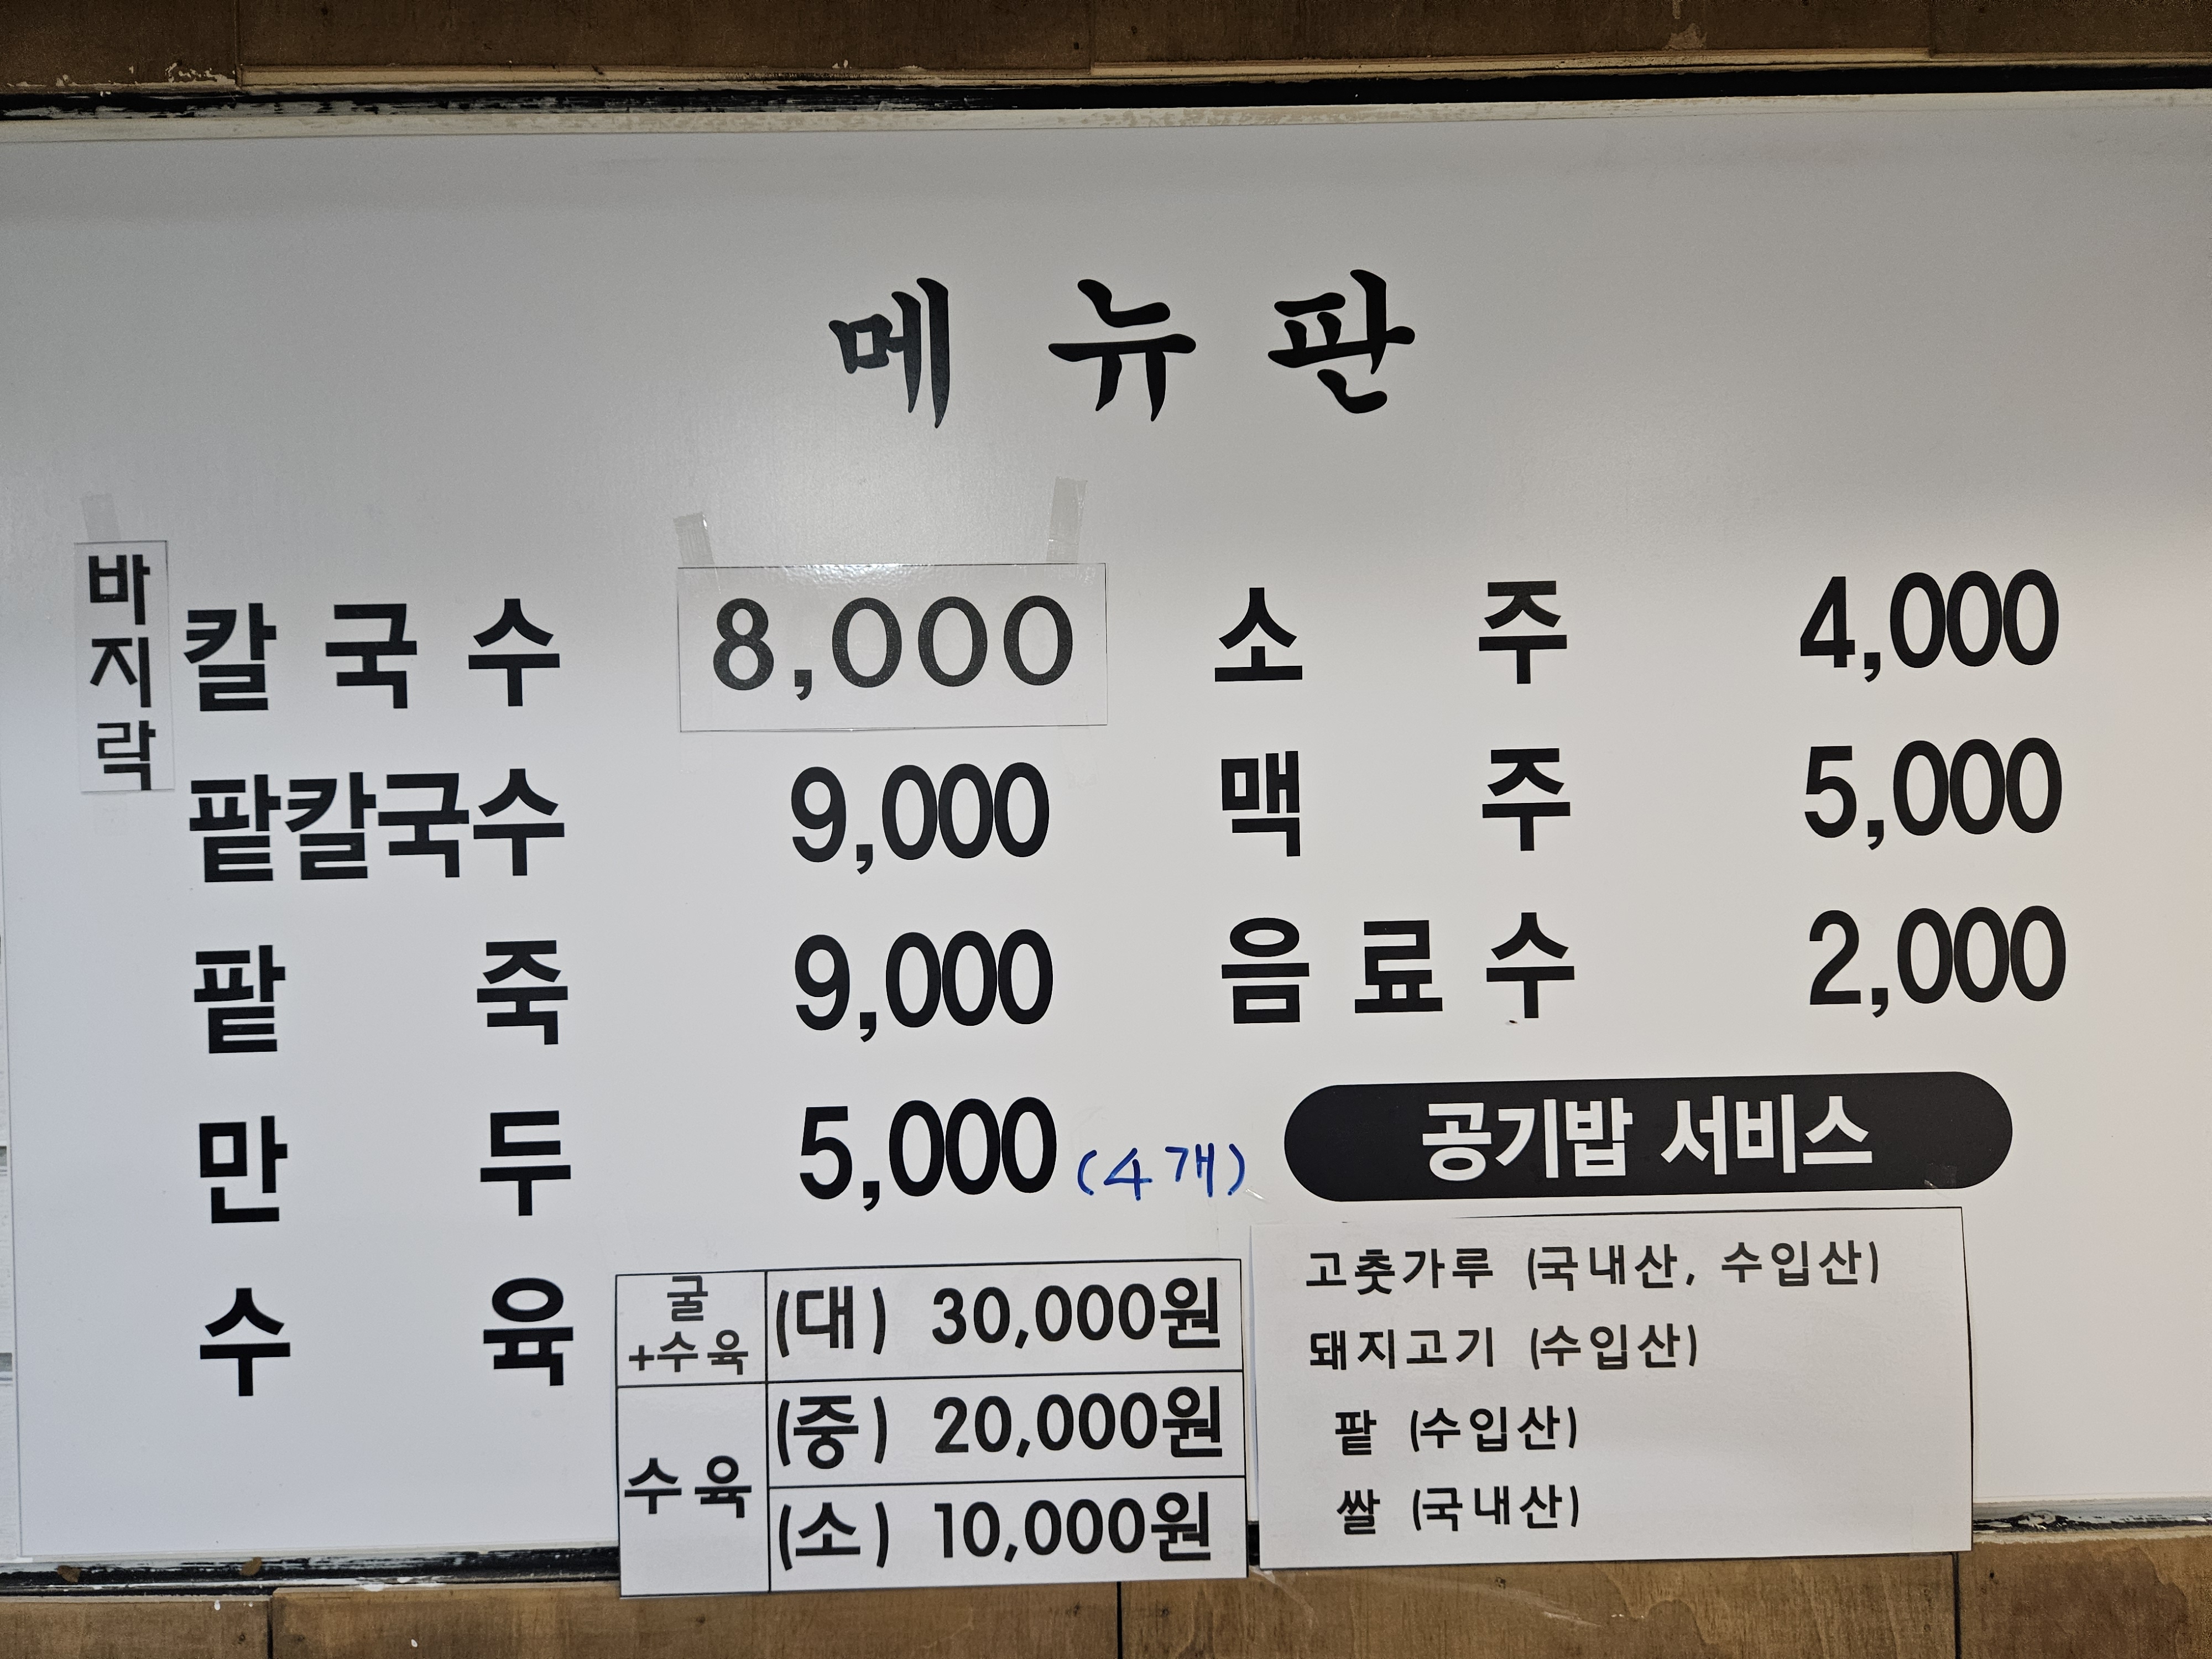 메뉴판
바지락 칼국수 8,000
팥칼국수 9,000
팥죽 9,000
만두 5,000 (4개)
수육
굴+수육 (대) 30,000원
수육 (중) 20,000원
(소) 10,000원
소주 4,000
맥주 5,000
음료수 2,000
공기밥 서비스
고춧가루 (국내산, 수입산)
돼지고기 (수입산)
팥 (수입산)
쌀 (국내산)